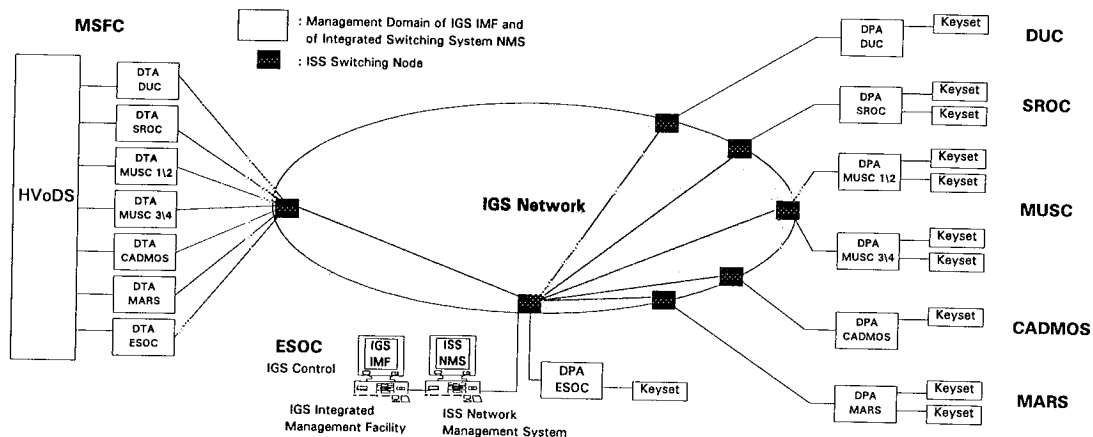 MSFC
: Management Domain of IGS IMF and
of Integrated Switching System NMS
: ISS Switching Node
HVoDS
DTA
DUC
DTA
SROC
DTA
MUSC 1\2
DTA
MUSC 3\4
DTA
CADMOS
DTA
MARS
DTA
ESOC
IGS Network
DPA
DUC
Keyset
DUC
DPA
SROC
Keyset
Keyset
SROC
DPA
MUSC 1\2
Keyset
Keyset
MUSC
DPA
MUSC 3\4
Keyset
Keyset
DPA
CADMOS
Keyset
CADMOS
DPA
MARS
Keyset
Keyset
MARS
ESOC
IGS Control
IGS
IMF
ISS
NMS
DPA
ESOC
Keyset
IGS Integrated
Management Facility
ISS Network
Management System